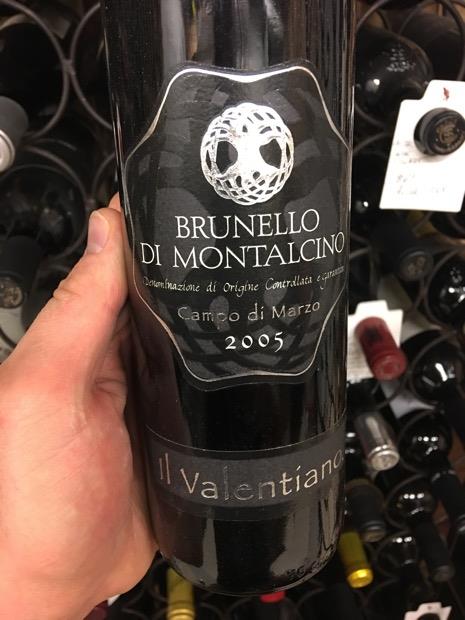 BRUNELLO
DI MONTALCINO
Denominazione di Origine Controllata e Garantita
Campo di Marzo
2005
Il Valentiano